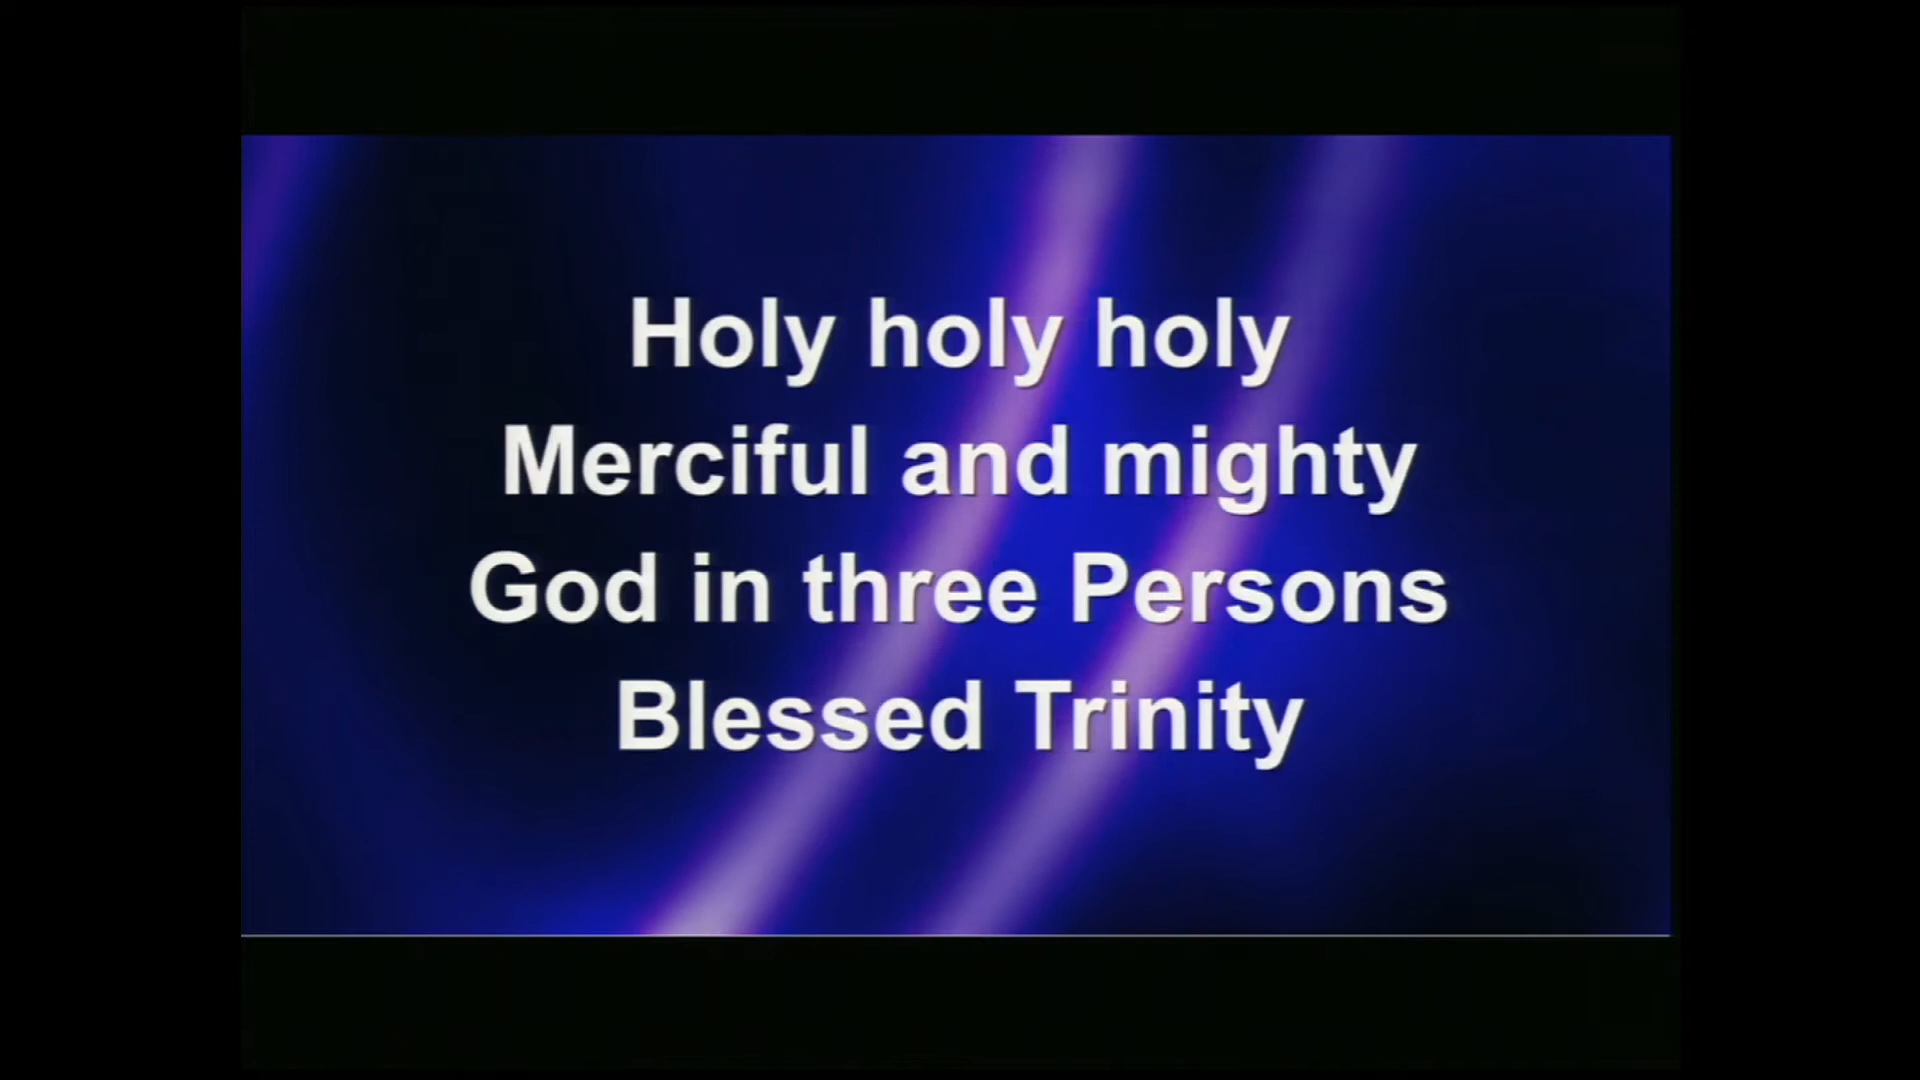 Holy holy holy
Merciful and mighty
God in three Persons
Blessed Trinity